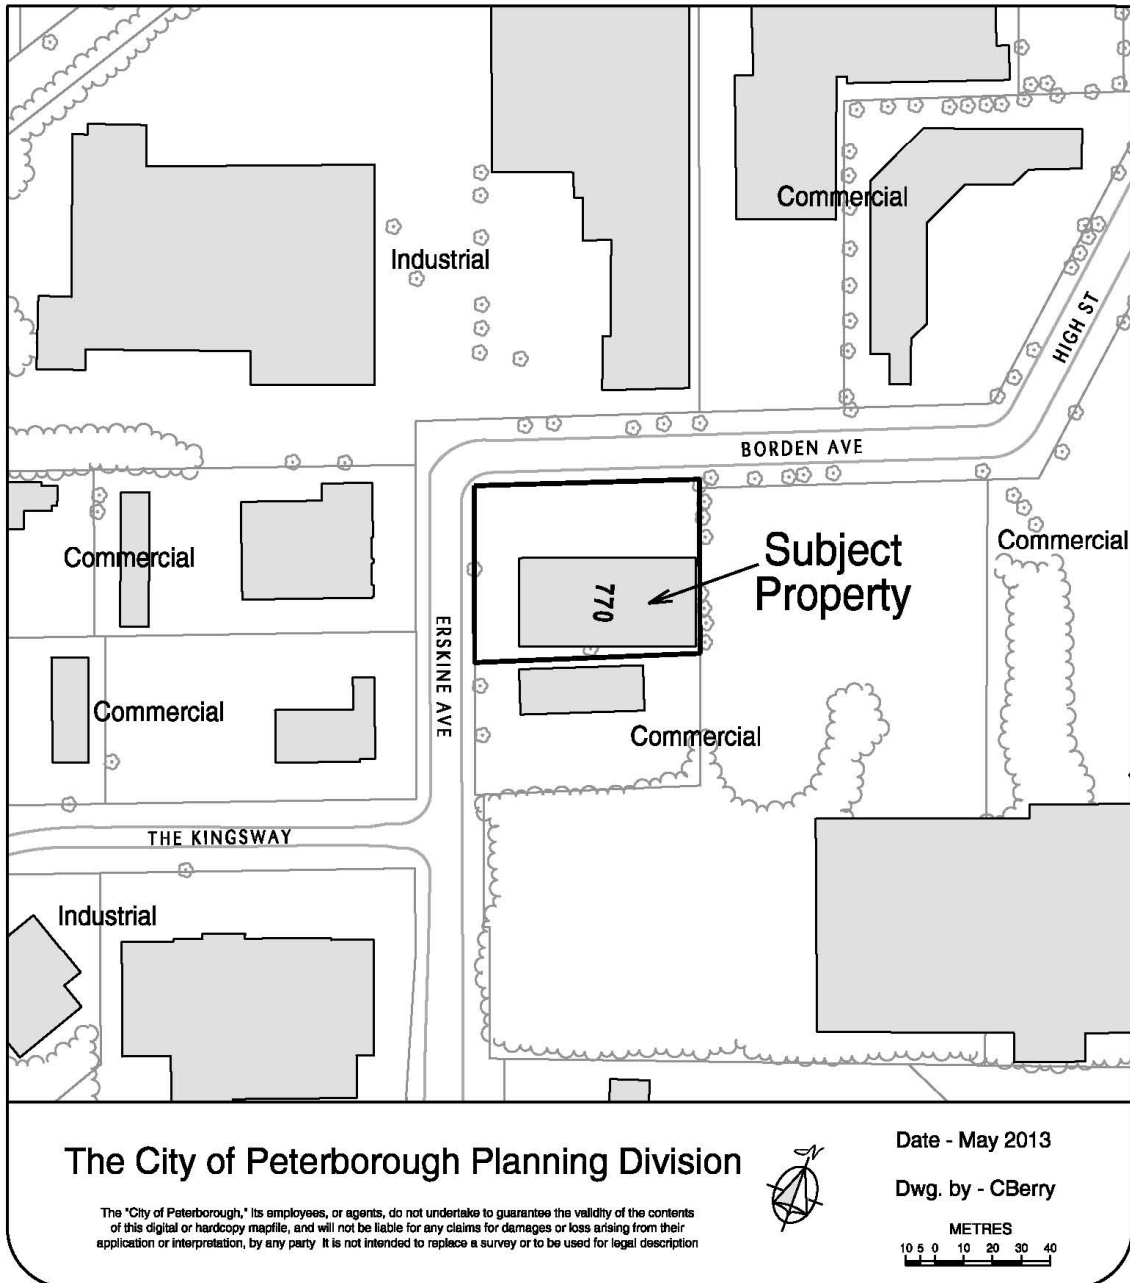 Commercial
Industrial
HIGH ST
BORDEN AVE
Commercial
Commercial
Subject
Property
770
ERSKINE AVE
Commercial
Commercial
THE KINGSWAY
Industrial
The City of Peterborough Planning Division
The "City of Peterborough," its employees, or agents, do not undertake to guarantee the validity of the contents
of this digital or hardcopy mapfile, and will not be liable for any claims for damages or loss arising from their
application or interpretation, by any party It is not intended to replace a survey or to be used for legal description
N
Date - May 2013
Dwg. by - CBerry
METRES
10 5 0 10 20 30 40